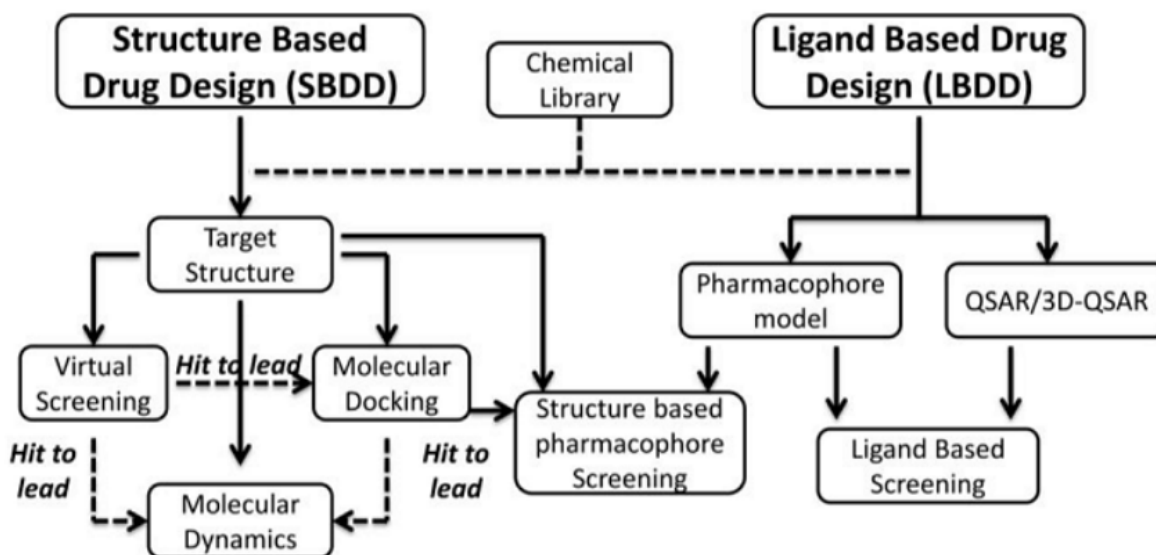 Structure Based
Drug Design (SBDD)
Chemical
Library
Ligand Based Drug
Design (LBDD)
Target
Structure
Pharmacophore
model
QSAR/3D-QSAR
Virtual
Screening
Hit to lead
Molecular
Docking
Structure based
pharmacophore
Screening
Ligand Based
Screening
Hit to
lead
Hit to
lead
Molecular
Dynamics